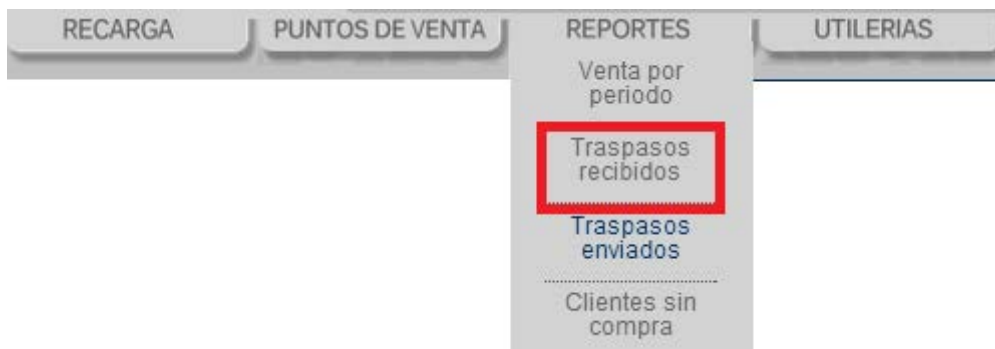 RECARGA
PUNTOS DE VENTA
REPORTES
UTILERIAS
Venta por
periodo
Traspasos
recibidos
Traspasos
enviados
Clientes sin
compra